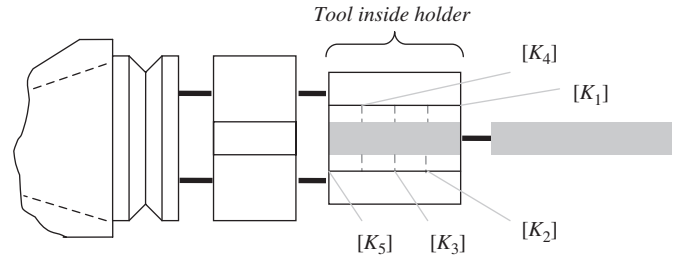 Tool inside holder
[K₄]
[K₁]
[K₂]
[K₅] [K₃]